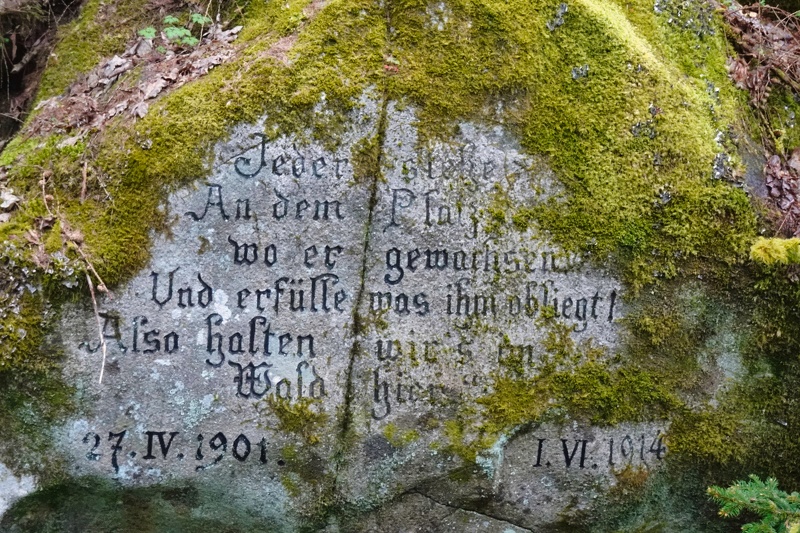 Jeder stehe
An dem Platz
wo er gewachsen
Und erfülle was ihm obliegt!
Also halten wir's im
Wald hier
27.IV.1901. I.VI.1914